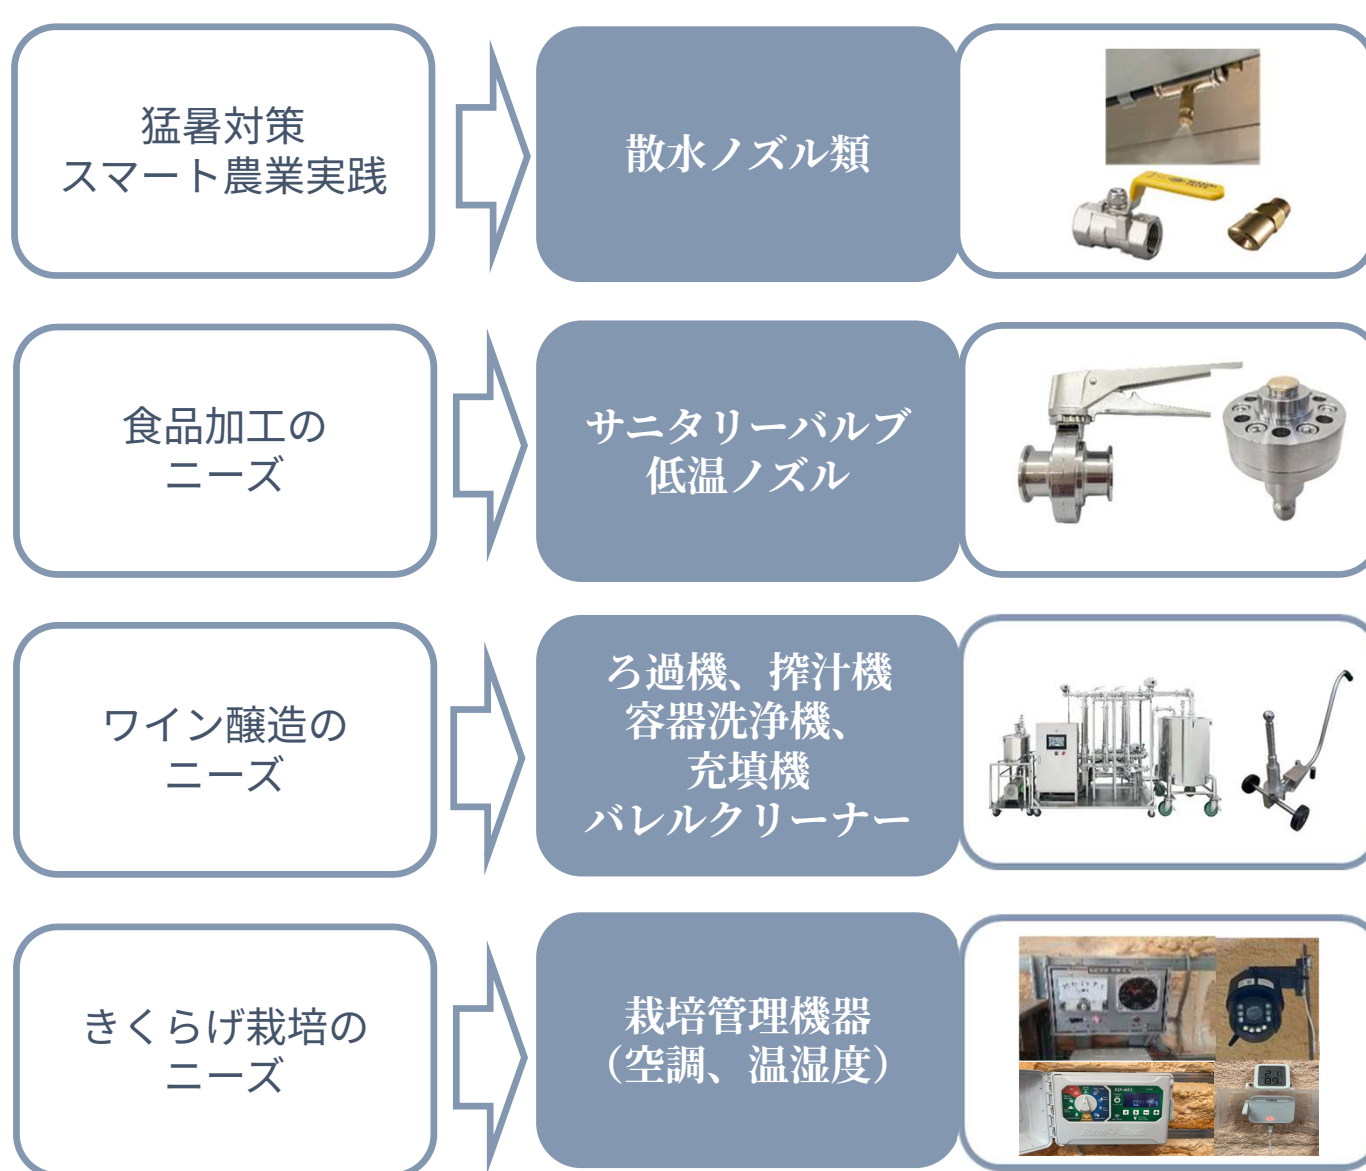 猛暑対策
スマート農業実践
散水ノズル類
食品加工の
ニーズ
サニタリーバルブ
低温ノズル
ワイン醸造の
ニーズ
ろ過機、搾汁機
容器洗浄機、
充填機
バレルクリーナー
きくらげ栽培の
ニーズ
栽培管理機器
（空調、温湿度）